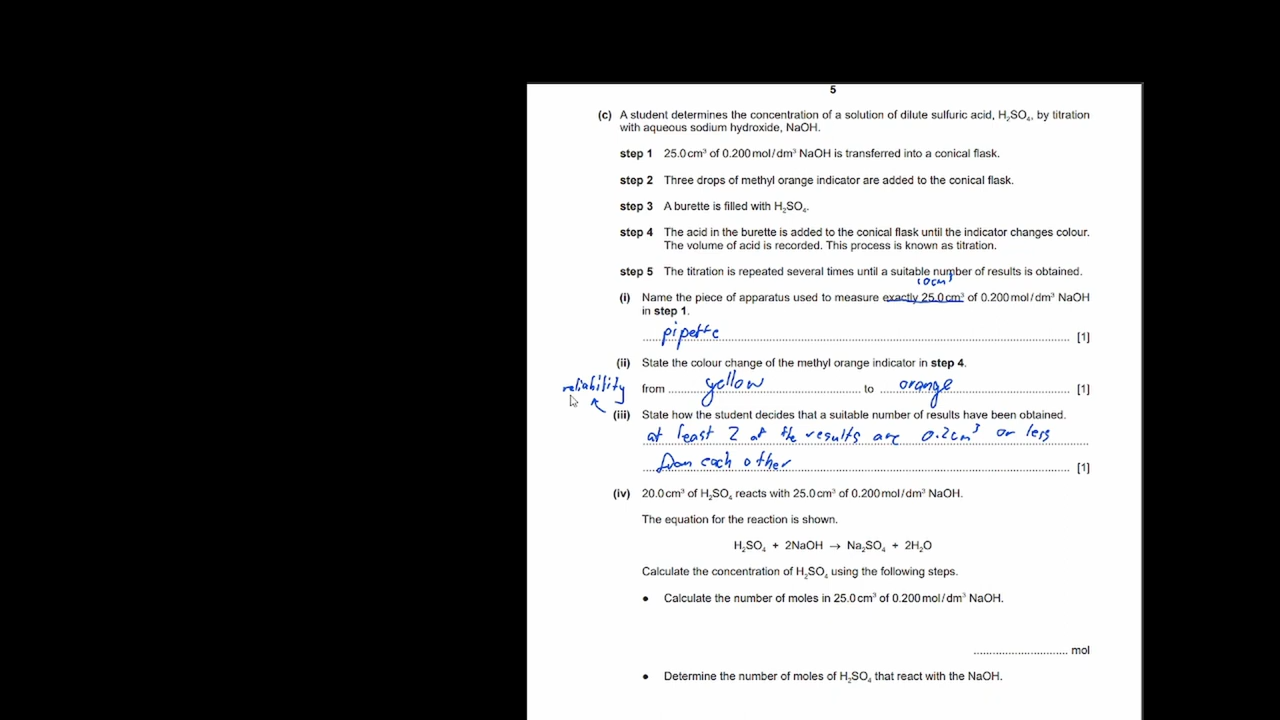 5
(c) A student determines the concentration of a solution of dilute sulfuric acid, H₂SO₄, by titration
with aqueous sodium hydroxide, NaOH.
step 1 25.0 cm³ of 0.200 mol/dm³ NaOH is transferred into a conical flask.
step 2 Three drops of methyl orange indicator are added to the conical flask.
step 3 A burette is filled with H₂SO₄.
step 4 The acid in the burette is added to the conical flask until the indicator changes colour.
The volume of acid is recorded. This process is known as titration.
step 5 The titration is repeated several times until a suitable number of results is obtained.
10cm³
(i) Name the piece of apparatus used to measure exactly 25.0 cm³ of 0.200 mol/dm³ NaOH
in step 1.
pipette [1]
(ii) State the colour change of the methyl orange indicator in step 4.
reliability from yellow to orange [1]
(iii) State how the student decides that a suitable number of results have been obtained.
at least 2 of the results are 0.2cm³ or less
from each other [1]
(iv) 20.0 cm³ of H₂SO₄ reacts with 25.0 cm³ of 0.200 mol/dm³ NaOH.
The equation for the reaction is shown.
H₂SO₄ + 2NaOH → Na₂SO₄ + 2H₂O
Calculate the concentration of H₂SO₄ using the following steps.
• Calculate the number of moles in 25.0 cm³ of 0.200 mol/dm³ NaOH.
.............................. mol
• Determine the number of moles of H₂SO₄ that react with the NaOH.